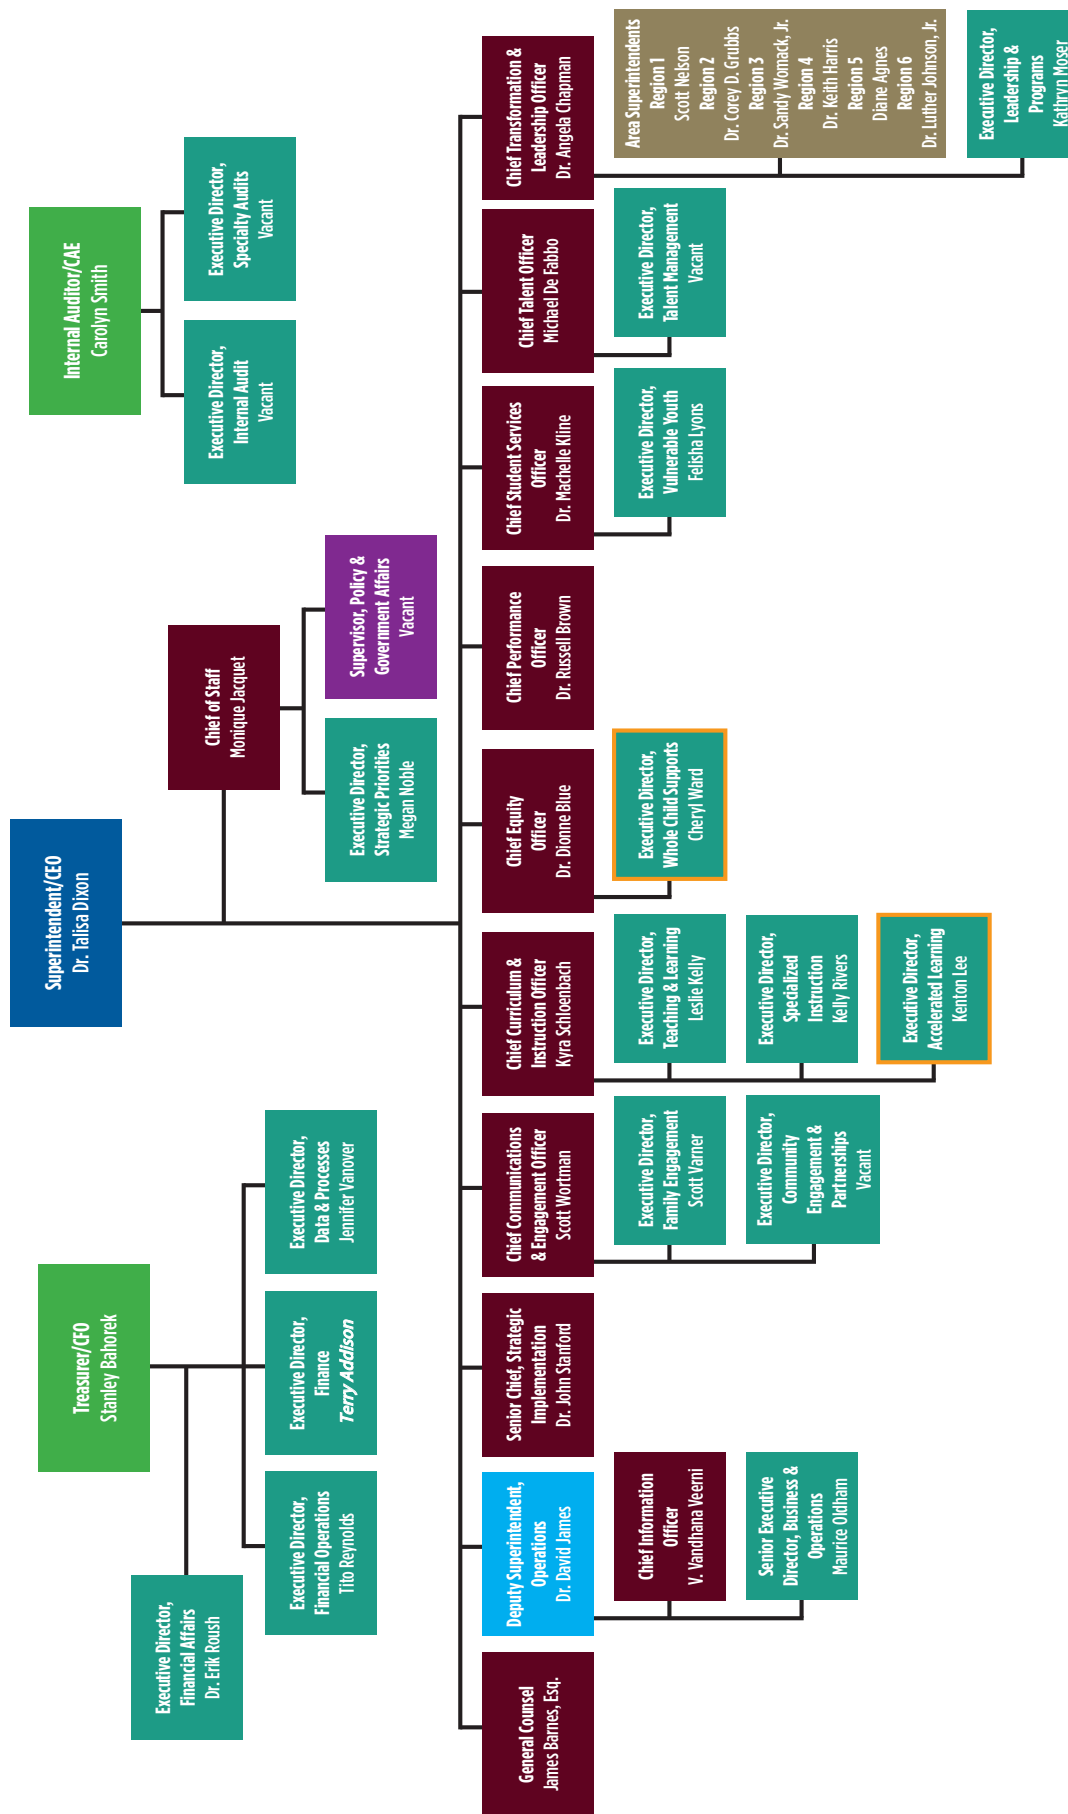 Treasurer/CFO
Stanley Bahorek
Executive Director,
Financial Affairs
Dr. Erik Roush
Executive Director,
Financial Operations
Tito Reynolds
Executive Director,
Finance
Terry Addison
Executive Director,
Data & Processes
Jennifer Vanover
Superintendent/CEO
Dr. Talisa Dixon
Chief of Staff
Monique Jacquet
Executive Director,
Strategic Priorities
Megan Noble
Supervisor, Policy &
Government Affairs
Vacant
Internal Auditor/CAE
Carolyn Smith
Executive Director,
Internal Audit
Vacant
Executive Director,
Specialty Audits
Vacant
General Counsel
James Barnes, Esq.
Deputy Superintendent,
Operations
Dr. David James
Chief Information
Officer
V. Vandhana Veerni
Senior Executive
Director, Business &
Operations
Maurice Oldham
Senior Chief, Strategic
Implementation
Dr. John Stanford
Chief Communications
& Engagement Officer
Scott Wortman
Executive Director,
Family Engagement
Scott Varner
Executive Director,
Community
Engagement &
Partnerships
Vacant
Chief Curriculum &
Instruction Officer
Kyra Schloenbach
Executive Director,
Teaching & Learning
Leslie Kelly
Executive Director,
Specialized
Instruction
Kelly Rivers
Executive Director,
Accelerated Learning
Kenton Lee
Chief Equity
Officer
Dr. Dionne Blue
Executive Director,
Whole Child Supports
Cheryl Ward
Chief Performance
Officer
Dr. Russell Brown
Chief Student Services
Officer
Dr. Machelle Kline
Executive Director,
Vulnerable Youth
Felisha Lyons
Chief Talent Officer
Michael De Fabbo
Executive Director,
Talent Management
Vacant
Chief Transformation &
Leadership Officer
Dr. Angela Chapman
Area Superintendents
Region 1
Scott Nelson
Region 2
Dr. Corey D. Grubbs
Region 3
Dr. Sandy Womack, Jr.
Region 4
Dr. Keith Harris
Region 5
Diane Agnes
Region 6
Dr. Luther Johnson, Jr.
Executive Director,
Leadership &
Programs
Kathryn Moser